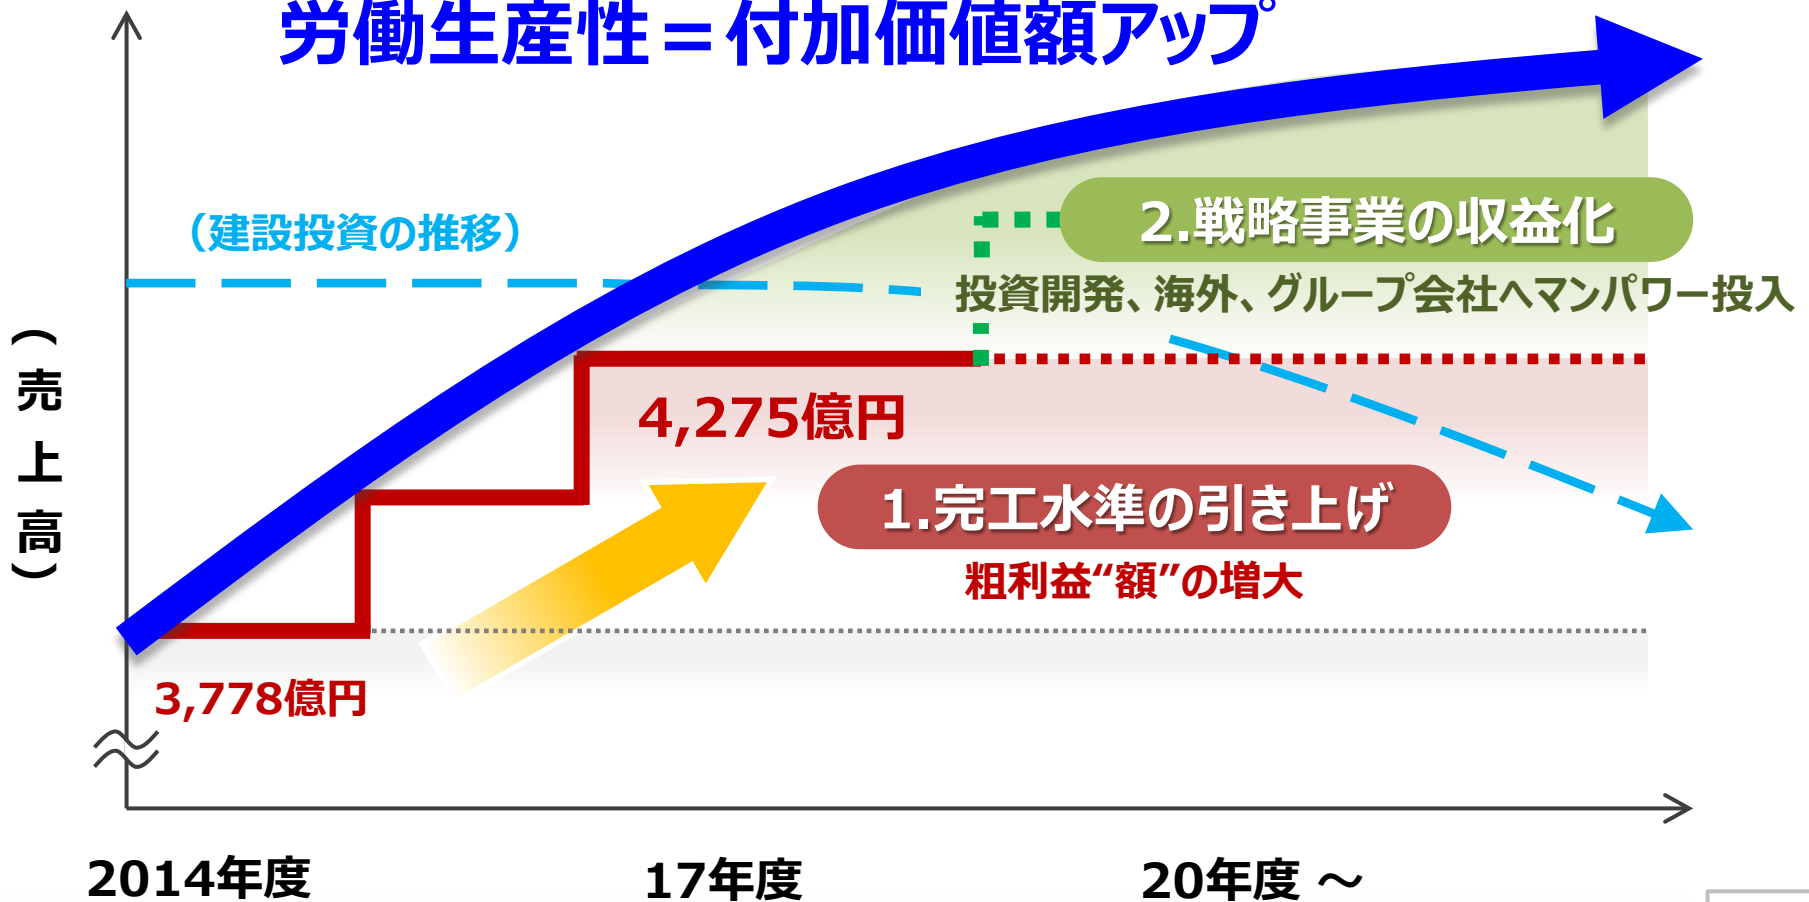 労働生産性＝付加価値額アップ
（建設投資の推移）
2.戦略事業の収益化
投資開発、海外、グループ会社へマンパワー投入
（売上高）
4,275億円
1.完工水準の引き上げ
粗利益“額”の増大
3,778億円
2014年度
17年度
20年度 ～